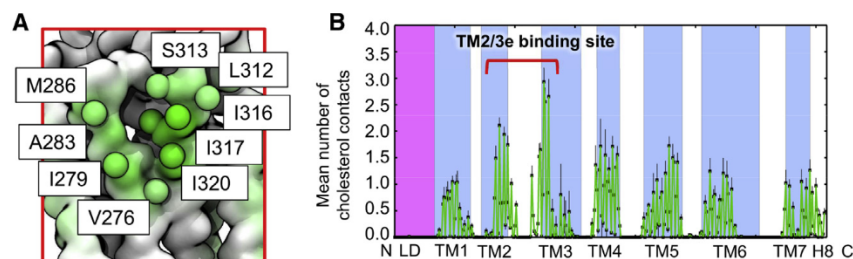 A
S313
L312
M286
I316
A283
I317
I279
I320
V276
B
TM2/3e binding site
Mean number of
cholesterol contacts
4.0
3.5
3.0
2.5
2.0
1.5
1.0
0.5
0.0
N LD TM1 TM2 TM3 TM4 TM5 TM6 TM7 H8 C